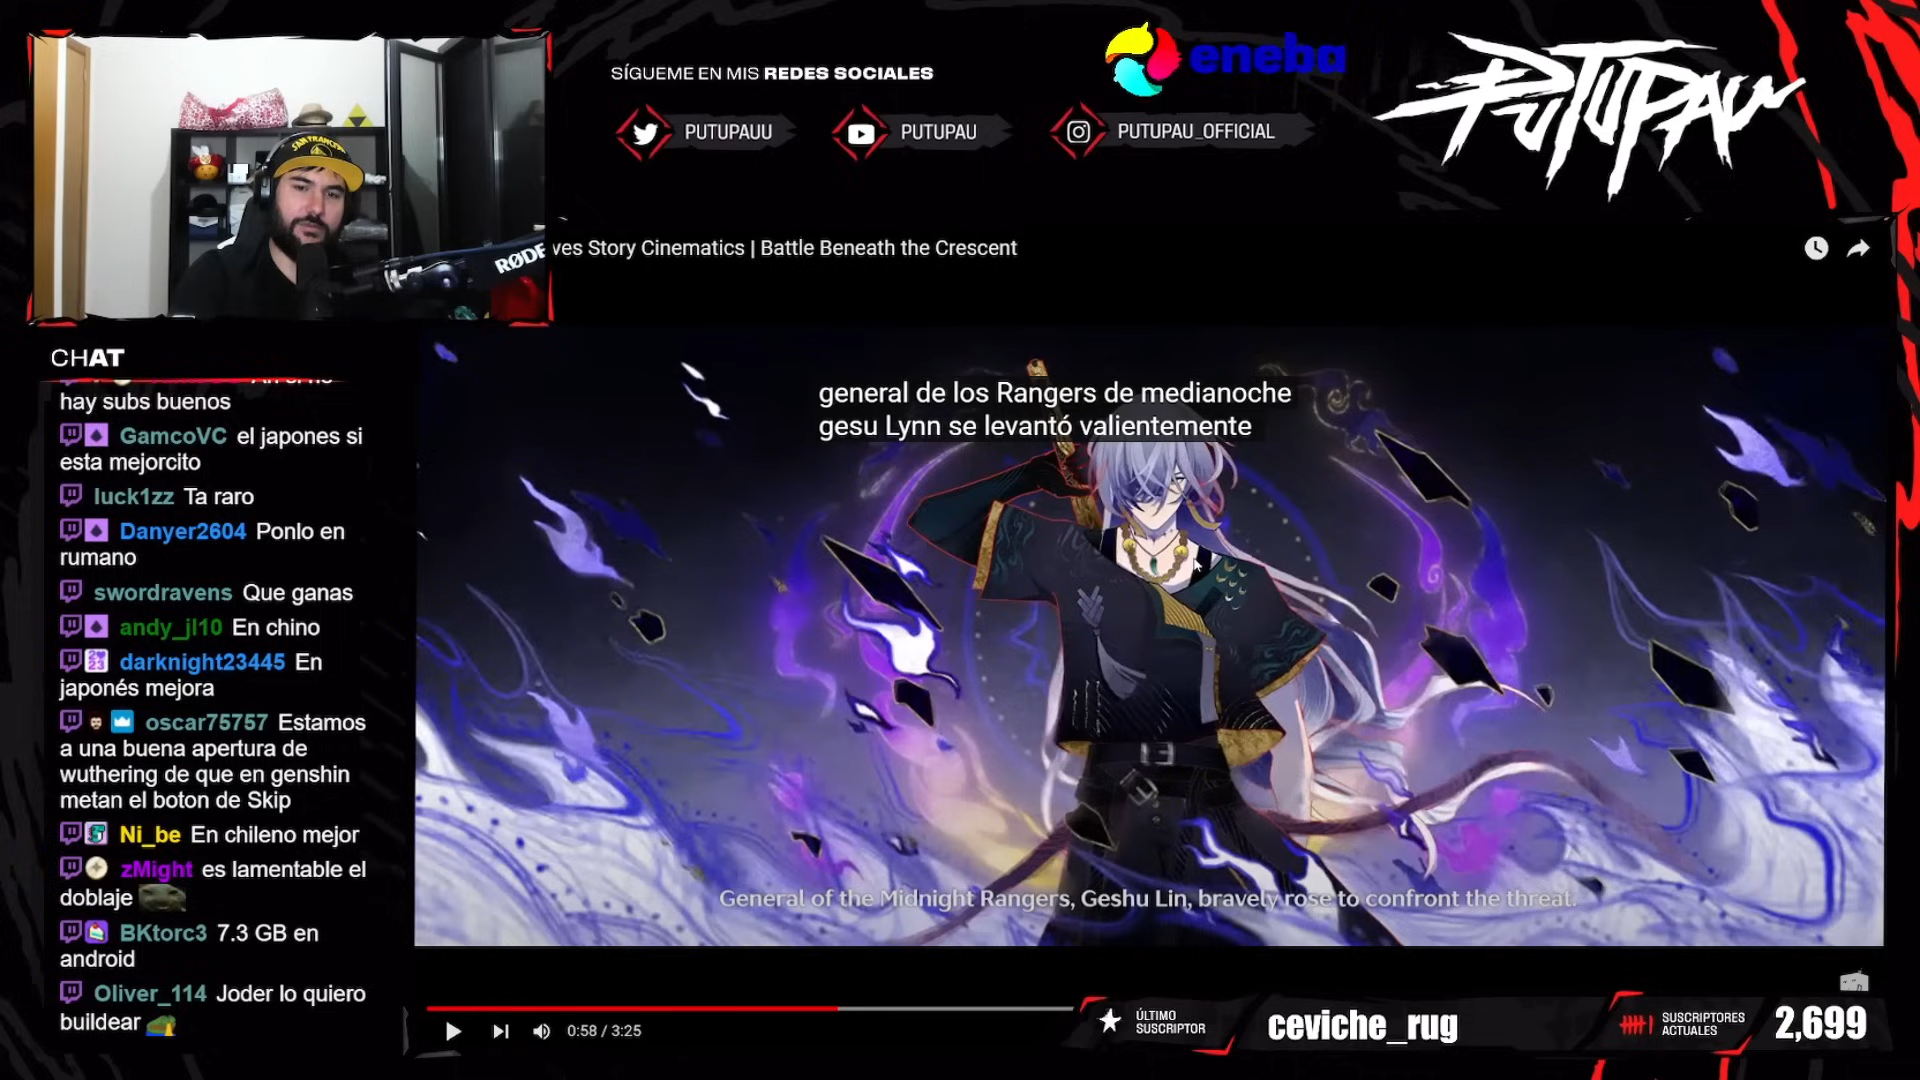 SÍGUEME EN MIS REDES SOCIALES
PUTUPAUU
PUTUPAU
PUTUPAU_OFFICIAL
eneba
PUTUPAU
SAN FRANCISCO
RØDE
ves Story Cinematics | Battle Beneath the Crescent
CHAT
hay subs buenos
GamcoVC el japones si
esta mejorcito
luck1zz Ta raro
Danyer2604 Ponlo en
rumano
swordravens Que ganas
andy_jl10 En chino
darknight23445 En
japonés mejora
oscar75757 Estamos
a una buena apertura de
wuthering de que en genshin
metan el boton de Skip
Ni_be En chileno mejor
zMight es lamentable el
doblaje
BKtorc3 7.3 GB en
android
Oliver_114 Joder lo quiero
buildear
general de los Rangers de medianoche
gesu Lynn se levantó valientemente
General of the Midnight Rangers, Geshu Lin, bravely rose to confront the threat.
0:58 / 3:25
ÚLTIMO
SUSCRIPTOR
ceviche_rug
SUSCRIPTORES
ACTUALES
2,699